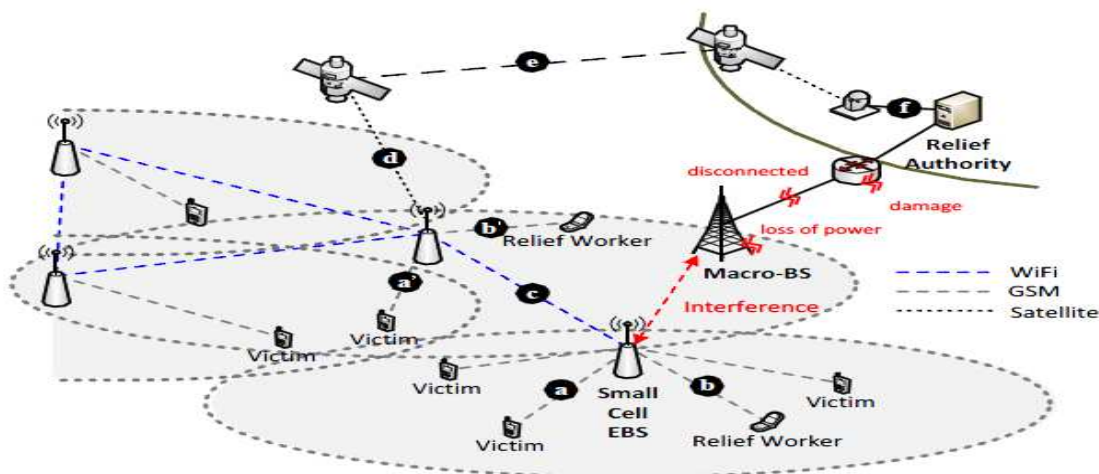 e
f
Relief
Authority
d
disconnected
damage
b'
Relief Worker
loss of power
Macro-BS
a'
c
Interference
WiFi
GSM
Satellite
Victim
Victim
Victim
a
Small
Cell
EBS
b
Victim
Victim
Relief Worker